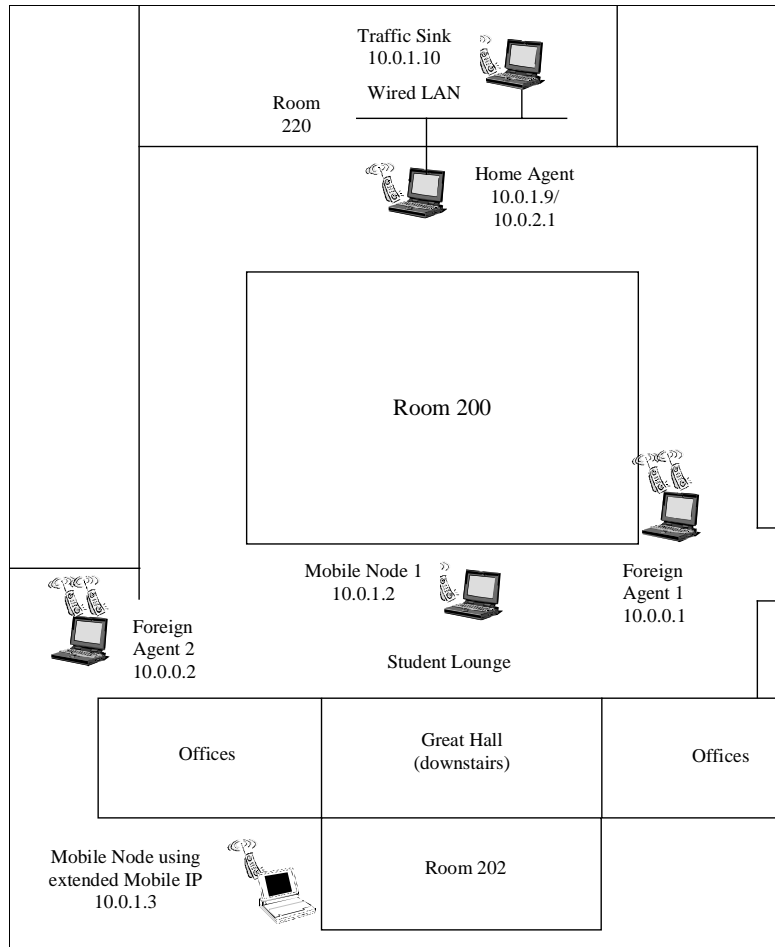 Traffic Sink
10.0.1.10
Wired LAN
Room
220
Home Agent
10.0.1.9/
10.0.2.1
Room 200
Mobile Node 1
10.0.1.2
Foreign
Agent 1
10.0.0.1
Foreign
Agent 2
10.0.0.2
Student Lounge
Offices
Great Hall
(downstairs)
Offices
Mobile Node using
extended Mobile IP
10.0.1.3
Room 202